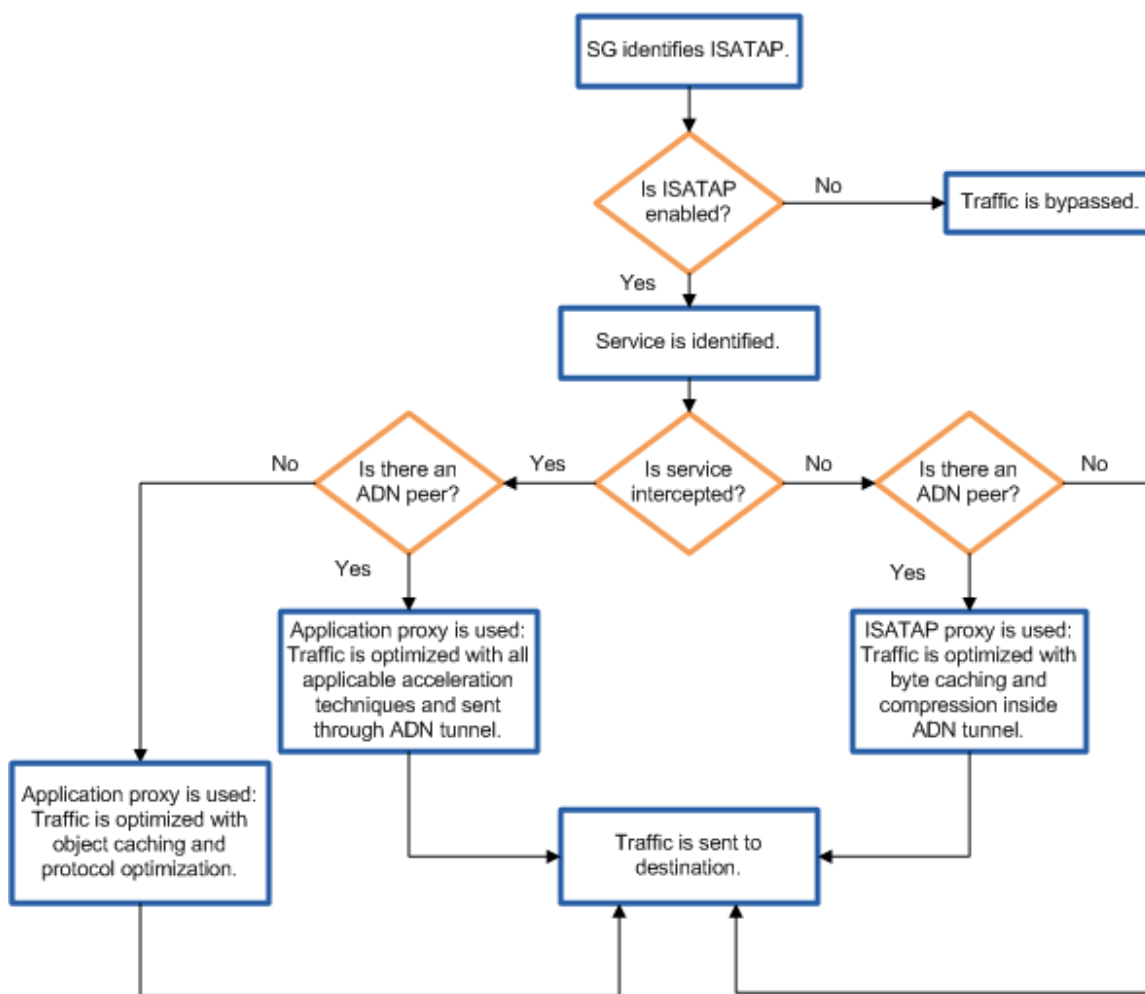 SG identifies ISATAP.
Is ISATAP
enabled?
No
Traffic is bypassed.
Yes
Service is identified.
No
Is there an
ADN peer?
Yes
Is service
intercepted?
No
Is there an
ADN peer?
No
Yes
Yes
Application proxy is used:
Traffic is optimized with all
applicable acceleration
techniques and sent
through ADN tunnel.
ISATAP proxy is used:
Traffic is optimized with
byte caching and
compression inside
ADN tunnel.
Application proxy is used:
Traffic is optimized with
object caching and
protocol optimization.
Traffic is sent to
destination.